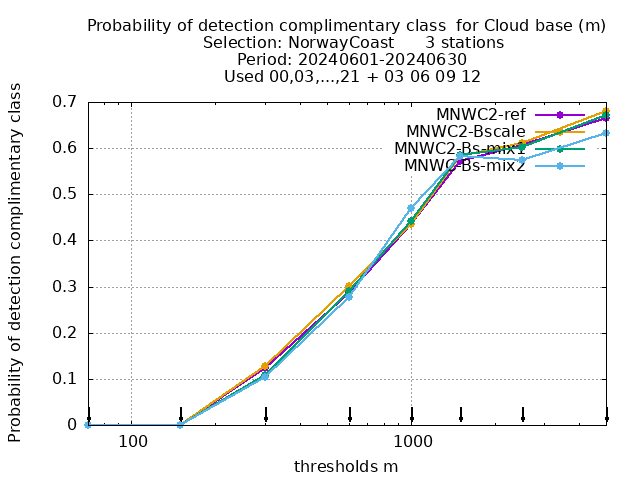 Probability of detection complimentary class  for Cloud base (m)
Selection: NorwayCoast      3 stations
Period: 20240601-20240630
Used 00,03,...,21 + 03 06 09 12
Probability of detection complimentary class
0.7
0.6
0.5
0.4
0.3
0.2
0.1
0
MNWC2-ref
MNWC2-Bscale
MNWC2-Bs-mix1
MNWC-Bs-mix2
100
1000
thresholds m